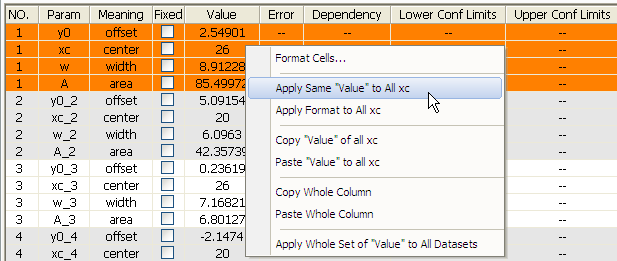 NO. Param Meaning Fixed Value Error Dependency Lower Conf Limits Upper Conf Limits
1 y0 offset 2.54901 -- -- -- --
1 xc center 26 --
1 w width 8.91228 --
1 A area 85.49972 --
2 y0_2 offset 5.09154 --
2 xc_2 center 20 --
2 w_2 width 6.0963 --
2 A_2 area 42.35739 --
3 y0_3 offset 0.23619 --
3 xc_3 center 26 --
3 w_3 width 7.16821 --
3 A_3 area 6.80127 --
4 y0_4 offset -2.1474 --
4 xc_4 center 20 --
Format Cells...
Apply Same "Value" to All xc
Apply Format to All xc
Copy "Value" of all xc
Paste "Value" to all xc
Copy Whole Column
Paste Whole Column
Apply Whole Set of "Value" to All Datasets